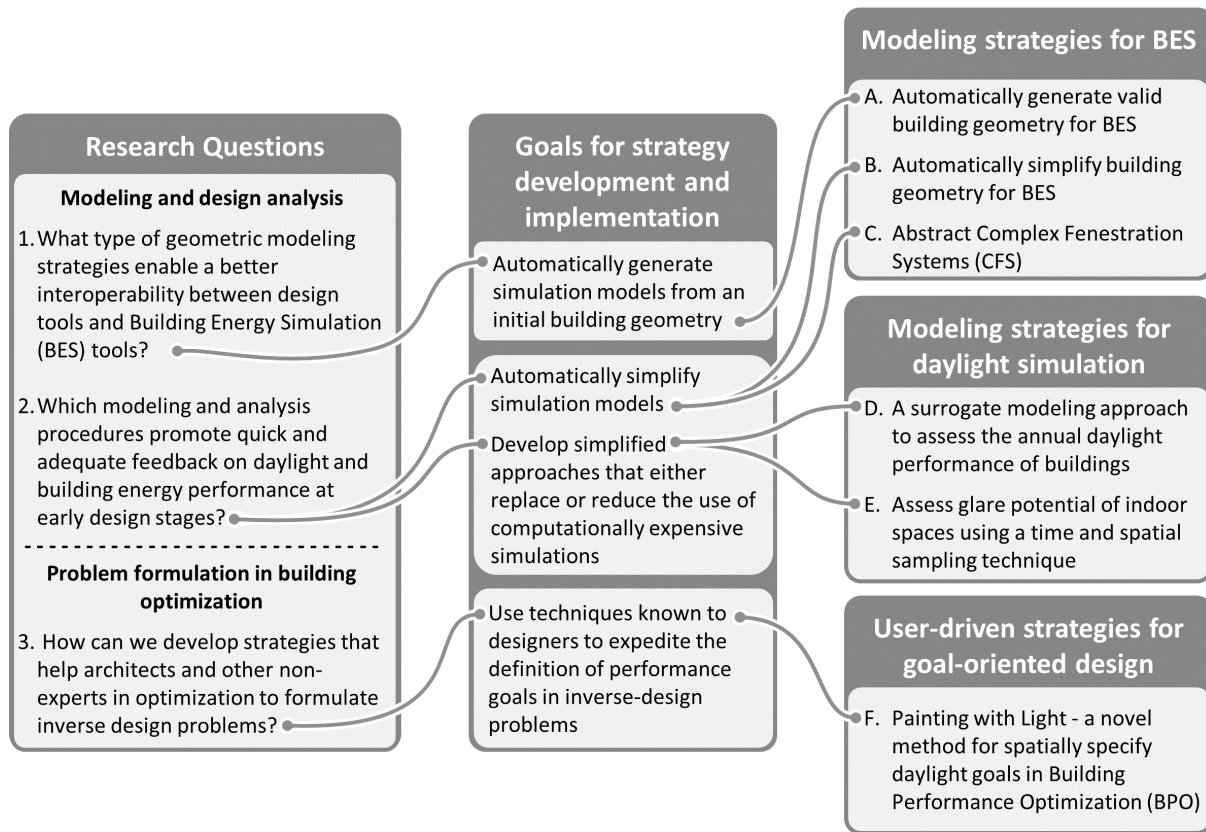 Research Questions
Modeling and design analysis
1. What type of geometric modeling
strategies enable a better
interoperability between design
tools and Building Energy Simulation
(BES) tools?
2. Which modeling and analysis
procedures promote quick and
adequate feedback on daylight and
building energy performance at
early design stages?
Problem formulation in building
optimization
3. How can we develop strategies that
help architects and other non-
experts in optimization to formulate
inverse design problems?
Goals for strategy
development and
implementation
Automatically generate
simulation models from an
initial building geometry
Automatically simplify
simulation models
Develop simplified
approaches that either
replace or reduce the use of
computationally expensive
simulations
Use techniques known to
designers to expedite the
definition of performance
goals in inverse-design
problems
Modeling strategies for BES
A. Automatically generate valid
building geometry for BES
B. Automatically simplify building
geometry for BES
C. Abstract Complex Fenestration
Systems (CFS)
Modeling strategies for
daylight simulation
D. A surrogate modeling approach
to assess the annual daylight
performance of buildings
E. Assess glare potential of indoor
spaces using a time and spatial
sampling technique
User-driven strategies for
goal-oriented design
F. Painting with Light - a novel
method for spatially specify
daylight goals in Building
Performance Optimization (BPO)